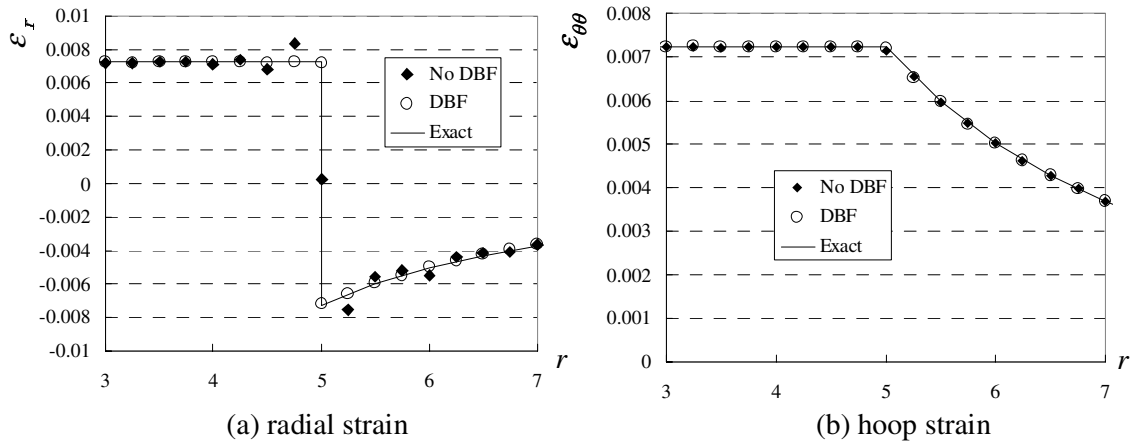 ε_r
0.01
0.008
0.006
0.004
0.002
0
-0.002
-0.004
-0.006
-0.008
-0.01
3 4 5 6 7
r
No DBF
DBF
Exact
(a) radial strain
ε_θθ
0.008
0.007
0.006
0.005
0.004
0.003
0.002
0.001
0
3 4 5 6 7
r
No DBF
DBF
Exact
(b) hoop strain